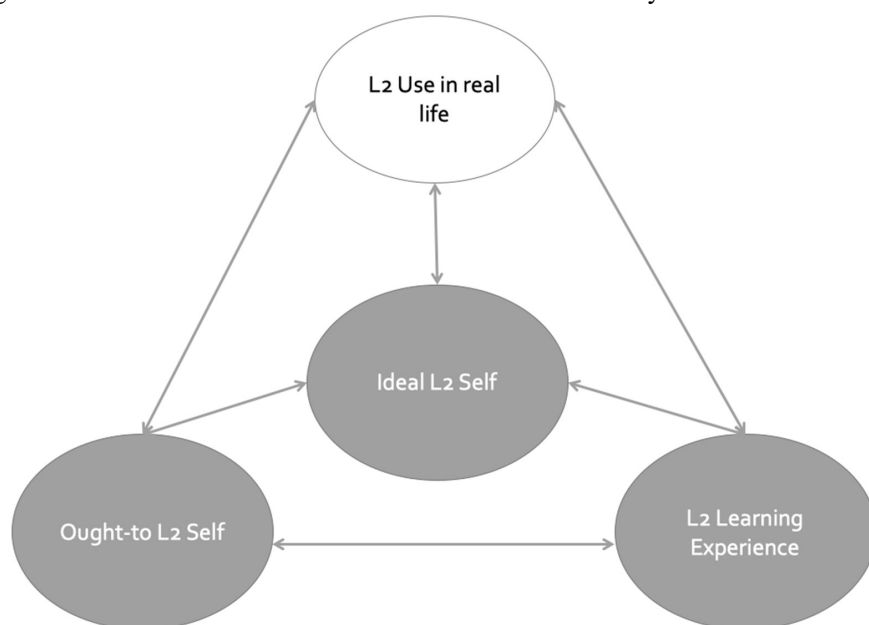 L2 Use in real
life
Ideal L2 Self
Ought-to L2 Self
L2 Learning
Experience